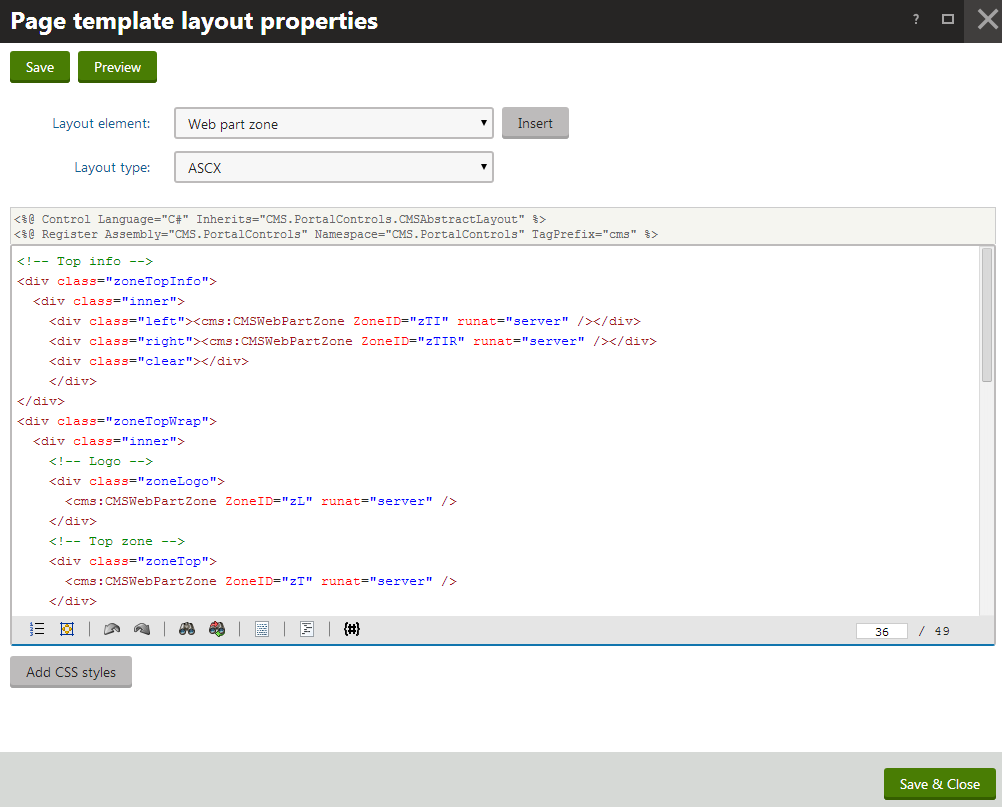 Page template layout properties
?
Save
Preview
Layout element:
Web part zone
Insert
Layout type:
ASCX
<%@ Control Language="C#" Inherits="CMS.PortalControls.CMSAbstractLayout" %>
<%@ Register Assembly="CMS.PortalControls" Namespace="CMS.PortalControls" TagPrefix="cms" %>
<!-- Top info -->
<div class="zoneTopInfo">
  <div class="inner">
    <div class="left"><cms:CMSWebPartZone ZoneID="zTI" runat="server" /></div>
    <div class="right"><cms:CMSWebPartZone ZoneID="zTIR" runat="server" /></div>
    <div class="clear"></div>
    </div>
</div>
<div class="zoneTopWrap">
  <div class="inner">
    <!-- Logo -->
    <div class="zoneLogo">
      <cms:CMSWebPartZone ZoneID="zL" runat="server" />
    </div>
    <!-- Top zone -->
    <div class="zoneTop">
      <cms:CMSWebPartZone ZoneID="zT" runat="server" />
    </div>
{#}
36 / 49
Add CSS styles
Save & Close